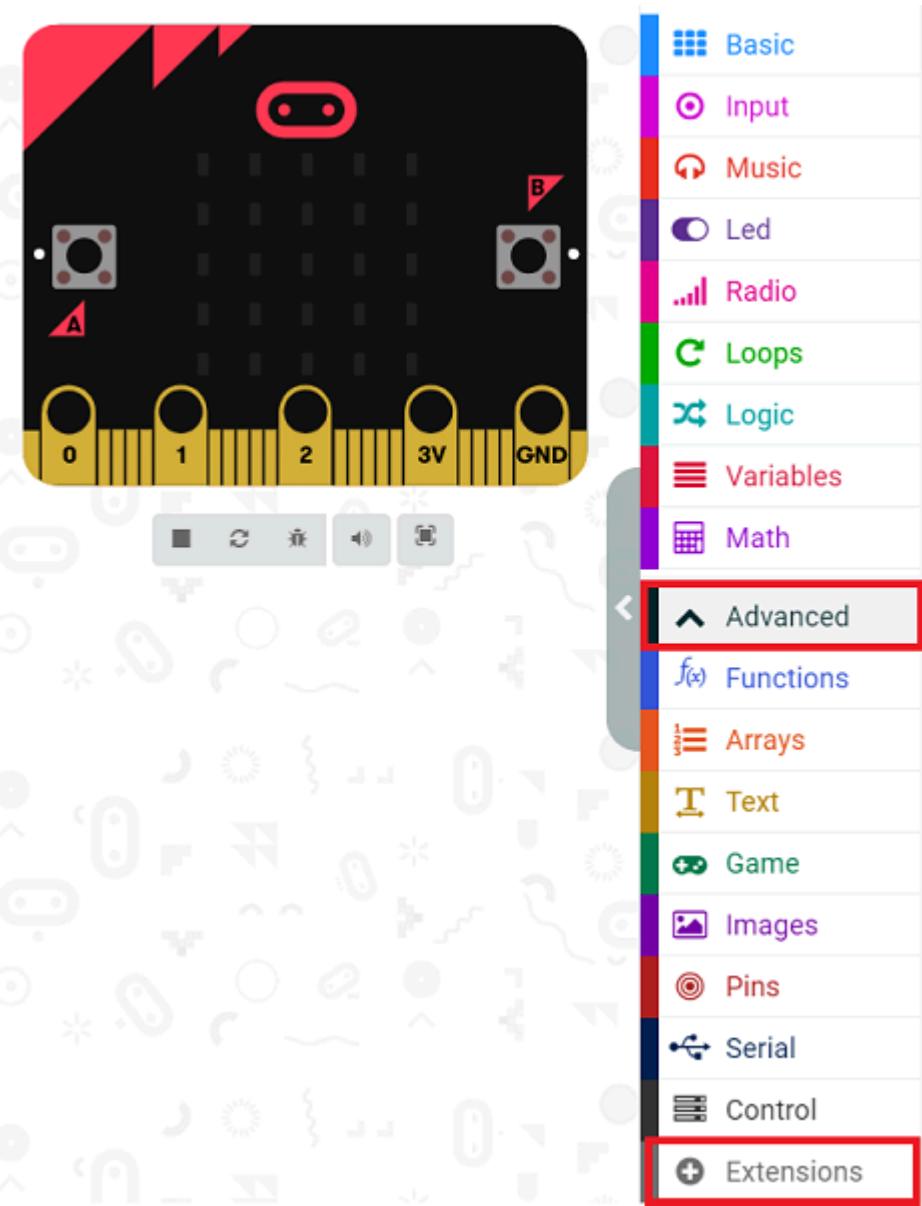 B
A
0 1 2 3V GND
Basic
Input
Music
Led
Radio
Loops
Logic
Variables
Math
Advanced
f(x) Functions
Arrays
Text
Game
Images
Pins
Serial
Control
Extensions